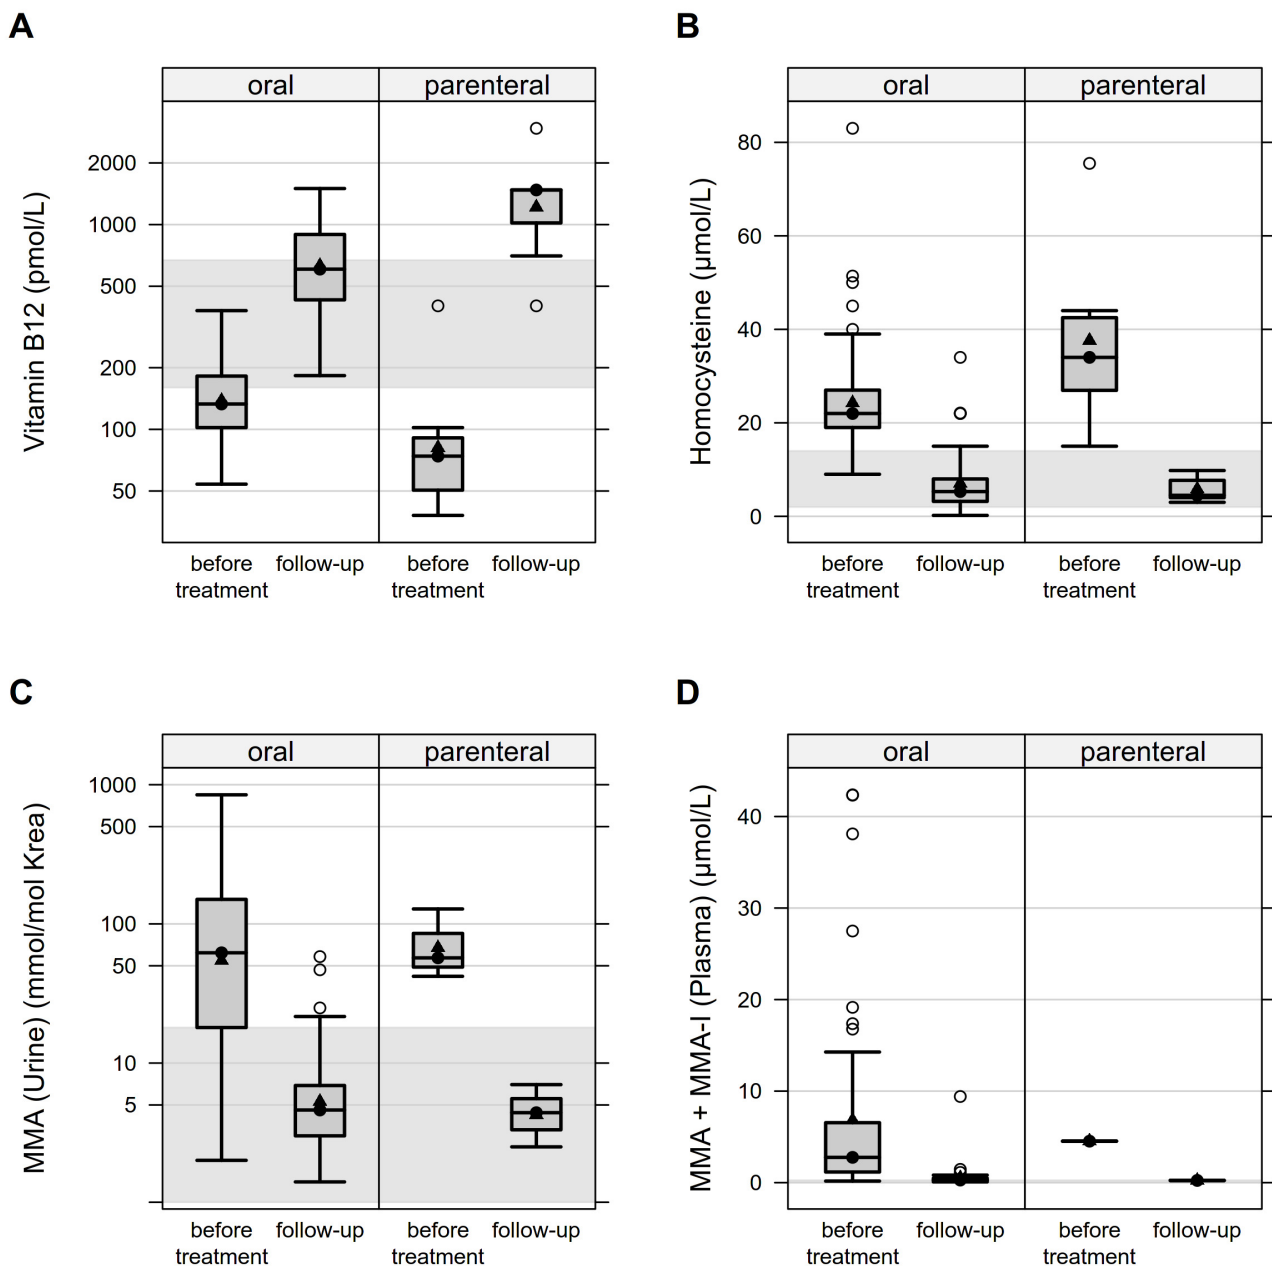 A
oral
parenteral
Vitamin B12 (pmol/L)
2000
1000
500
200
100
50
before
treatment
follow-up
before
treatment
follow-up
B
oral
parenteral
Homocysteine (µmol/L)
80
60
40
20
0
before
treatment
follow-up
before
treatment
follow-up
C
oral
parenteral
MMA (Urine) (mmol/mol Krea)
1000
500
100
50
10
5
before
treatment
follow-up
before
treatment
follow-up
D
oral
parenteral
MMA + MMA-I (Plasma) (µmol/L)
40
30
20
10
0
before
treatment
follow-up
before
treatment
follow-up